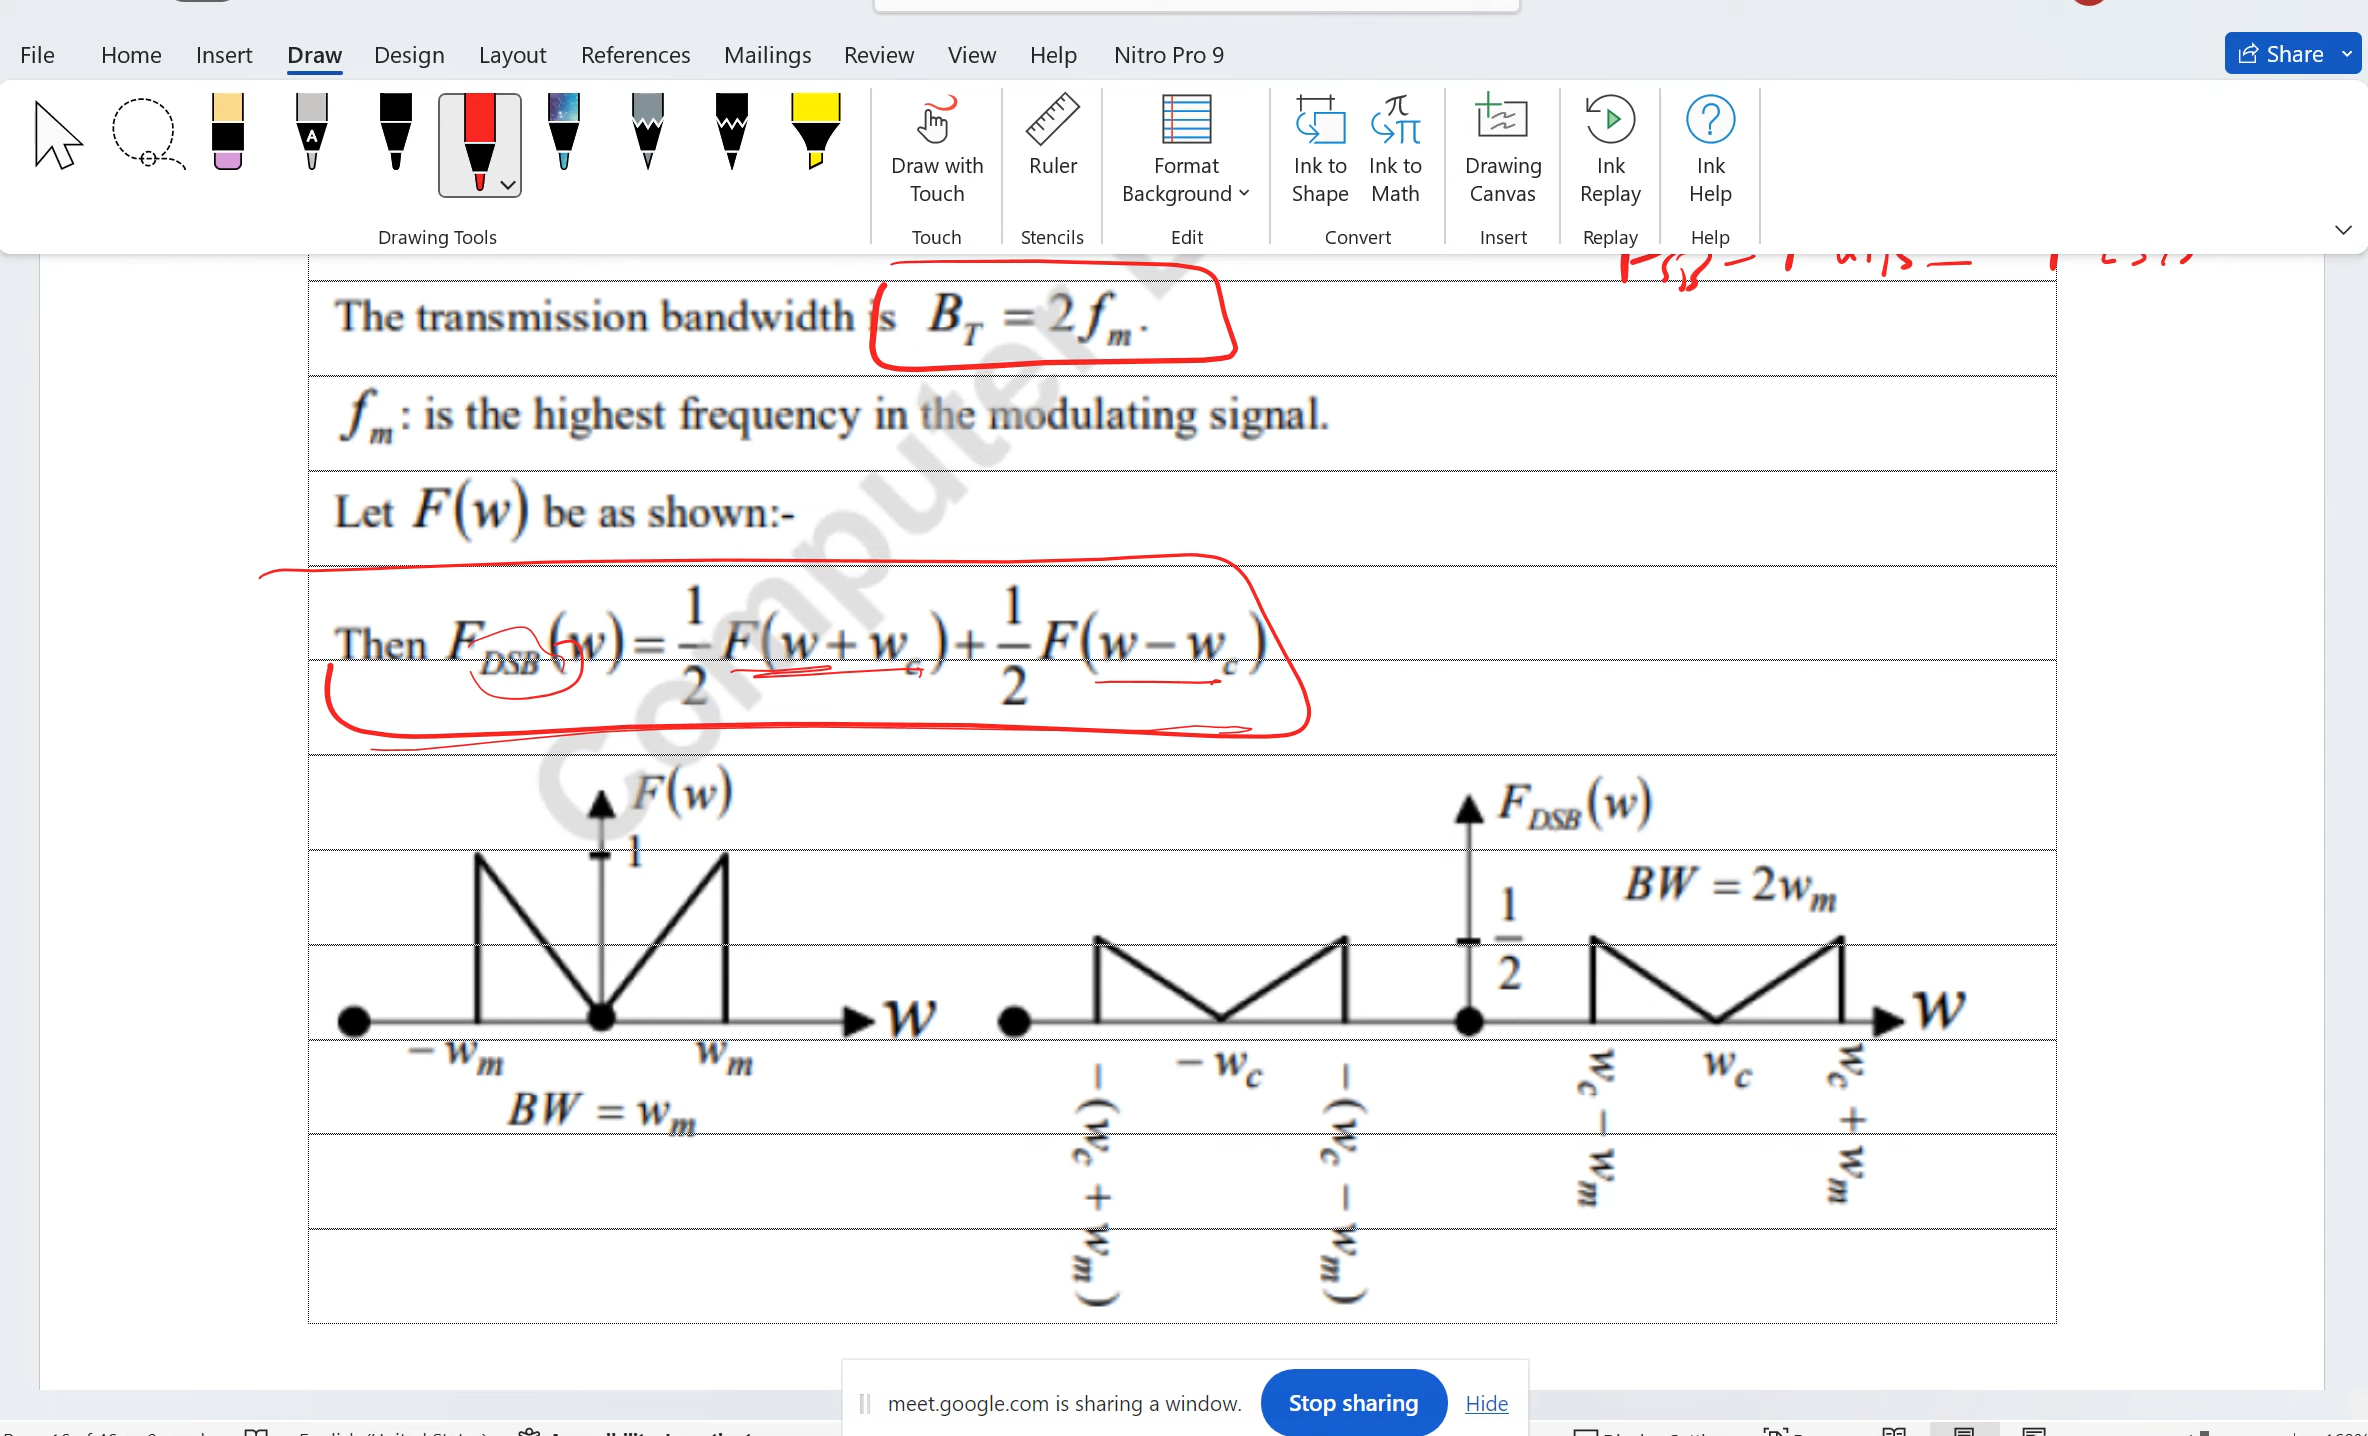 File Home Insert Draw Design Layout References Mailings Review View Help Nitro Pro 9 Share
Draw with Touch
Ruler
Format Background
Ink to Shape
Ink to Math
Drawing Canvas
Ink Replay
Ink Help
Drawing Tools Touch Stencils Edit Convert Insert Replay Help
The transmission bandwidth is B_T = 2f_m.
f_m: is the highest frequency in the modulating signal.
Let F(w) be as shown:-
Then F_DSB(w) = 1/2 F(w + w_c) + 1/2 F(w − w_c)
Computer
F(w)
1
w
− w_m
w_m
BW = w_m
F_DSB(w)
BW = 2w_m
1/2
w
−(w_c + w_m)
− w_c
−(w_c − w_m)
w_c − w_m
w_c
w_c + w_m
meet.google.com is sharing a window. Stop sharing Hide